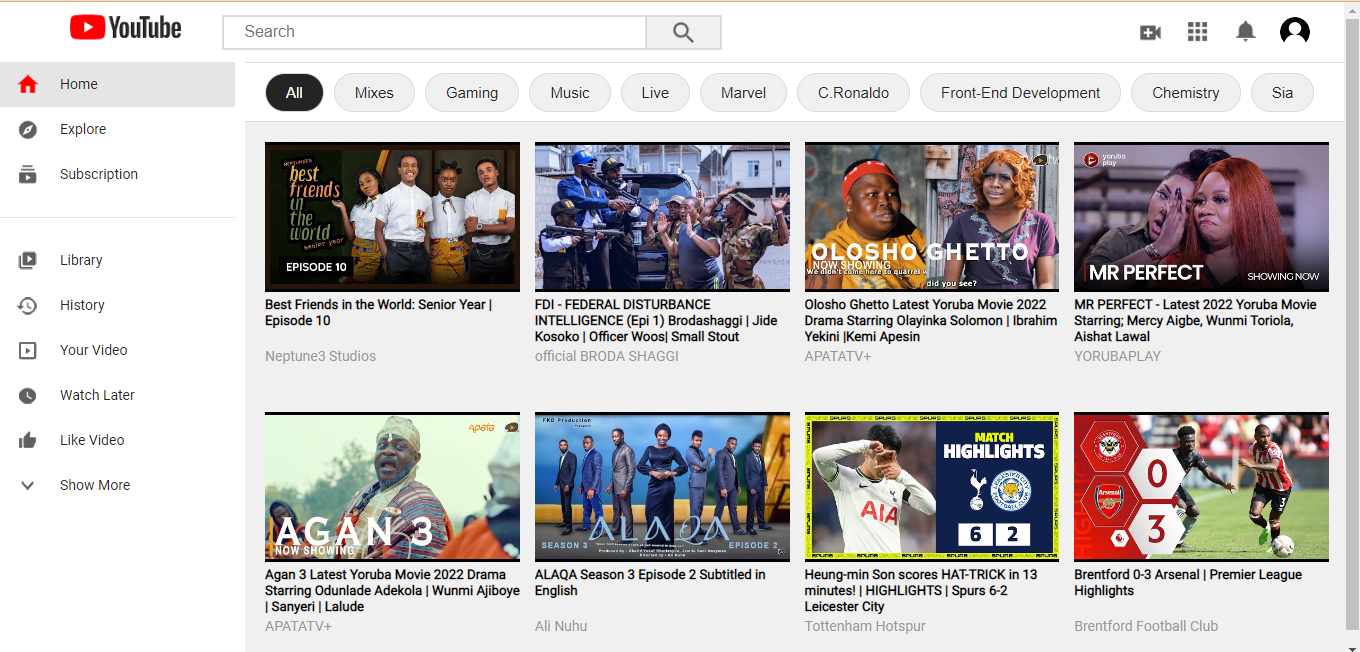 YouTube
Search
Home
Explore
Subscription
Library
History
Your Video
Watch Later
Like Video
Show More
All
Mixes
Gaming
Music
Live
Marvel
C.Ronaldo
Front-End Development
Chemistry
Sia
NEPTUNE3'S
best
friends
in
the
world
senior year
EPISODE 10
Best Friends in the World: Senior Year |
Episode 10
Neptune3 Studios
FDI - FEDERAL DISTURBANCE
INTELLIGENCE (Epi 1) Brodashaggi | Jide
Kosoko | Officer Woos| Small Stout
official BRODA SHAGGI
OLOSHO GHETTO
NOW SHOWING
We didn't come here to quarrel
did you see?
Olosho Ghetto Latest Yoruba Movie 2022
Drama Starring Olayinka Solomon | Ibrahim
Yekini |Kemi Apesin
APATATV+
yoruba
play
MR PERFECT
SHOWING NOW
MR PERFECT - Latest 2022 Yoruba Movie
Starring; Mercy Aigbe, Wunmi Toriola,
Aishat Lawal
YORUBAPLAY
apata
AGAN 3
NOW SHOWING
Agan 3 Latest Yoruba Movie 2022 Drama
Starring Odunlade Adekola | Wunmi Ajiboye
| Sanyeri | Lalude
APATATV+
FKD Production
Presents
ALAQA
SEASON 3
EPISODE 2
ALAQA Season 3 Episode 2 Subtitled in
English
Ali Nuhu
SPURS
MATCH
HIGHLIGHTS
AIA
6 2
Heung-min Son scores HAT-TRICK in 13
minutes! | HIGHLIGHTS | Spurs 6-2
Leicester City
Tottenham Hotspur
HIGHLIGHTS
Arsenal
0
3
Brentford 0-3 Arsenal | Premier League
Highlights
Brentford Football Club